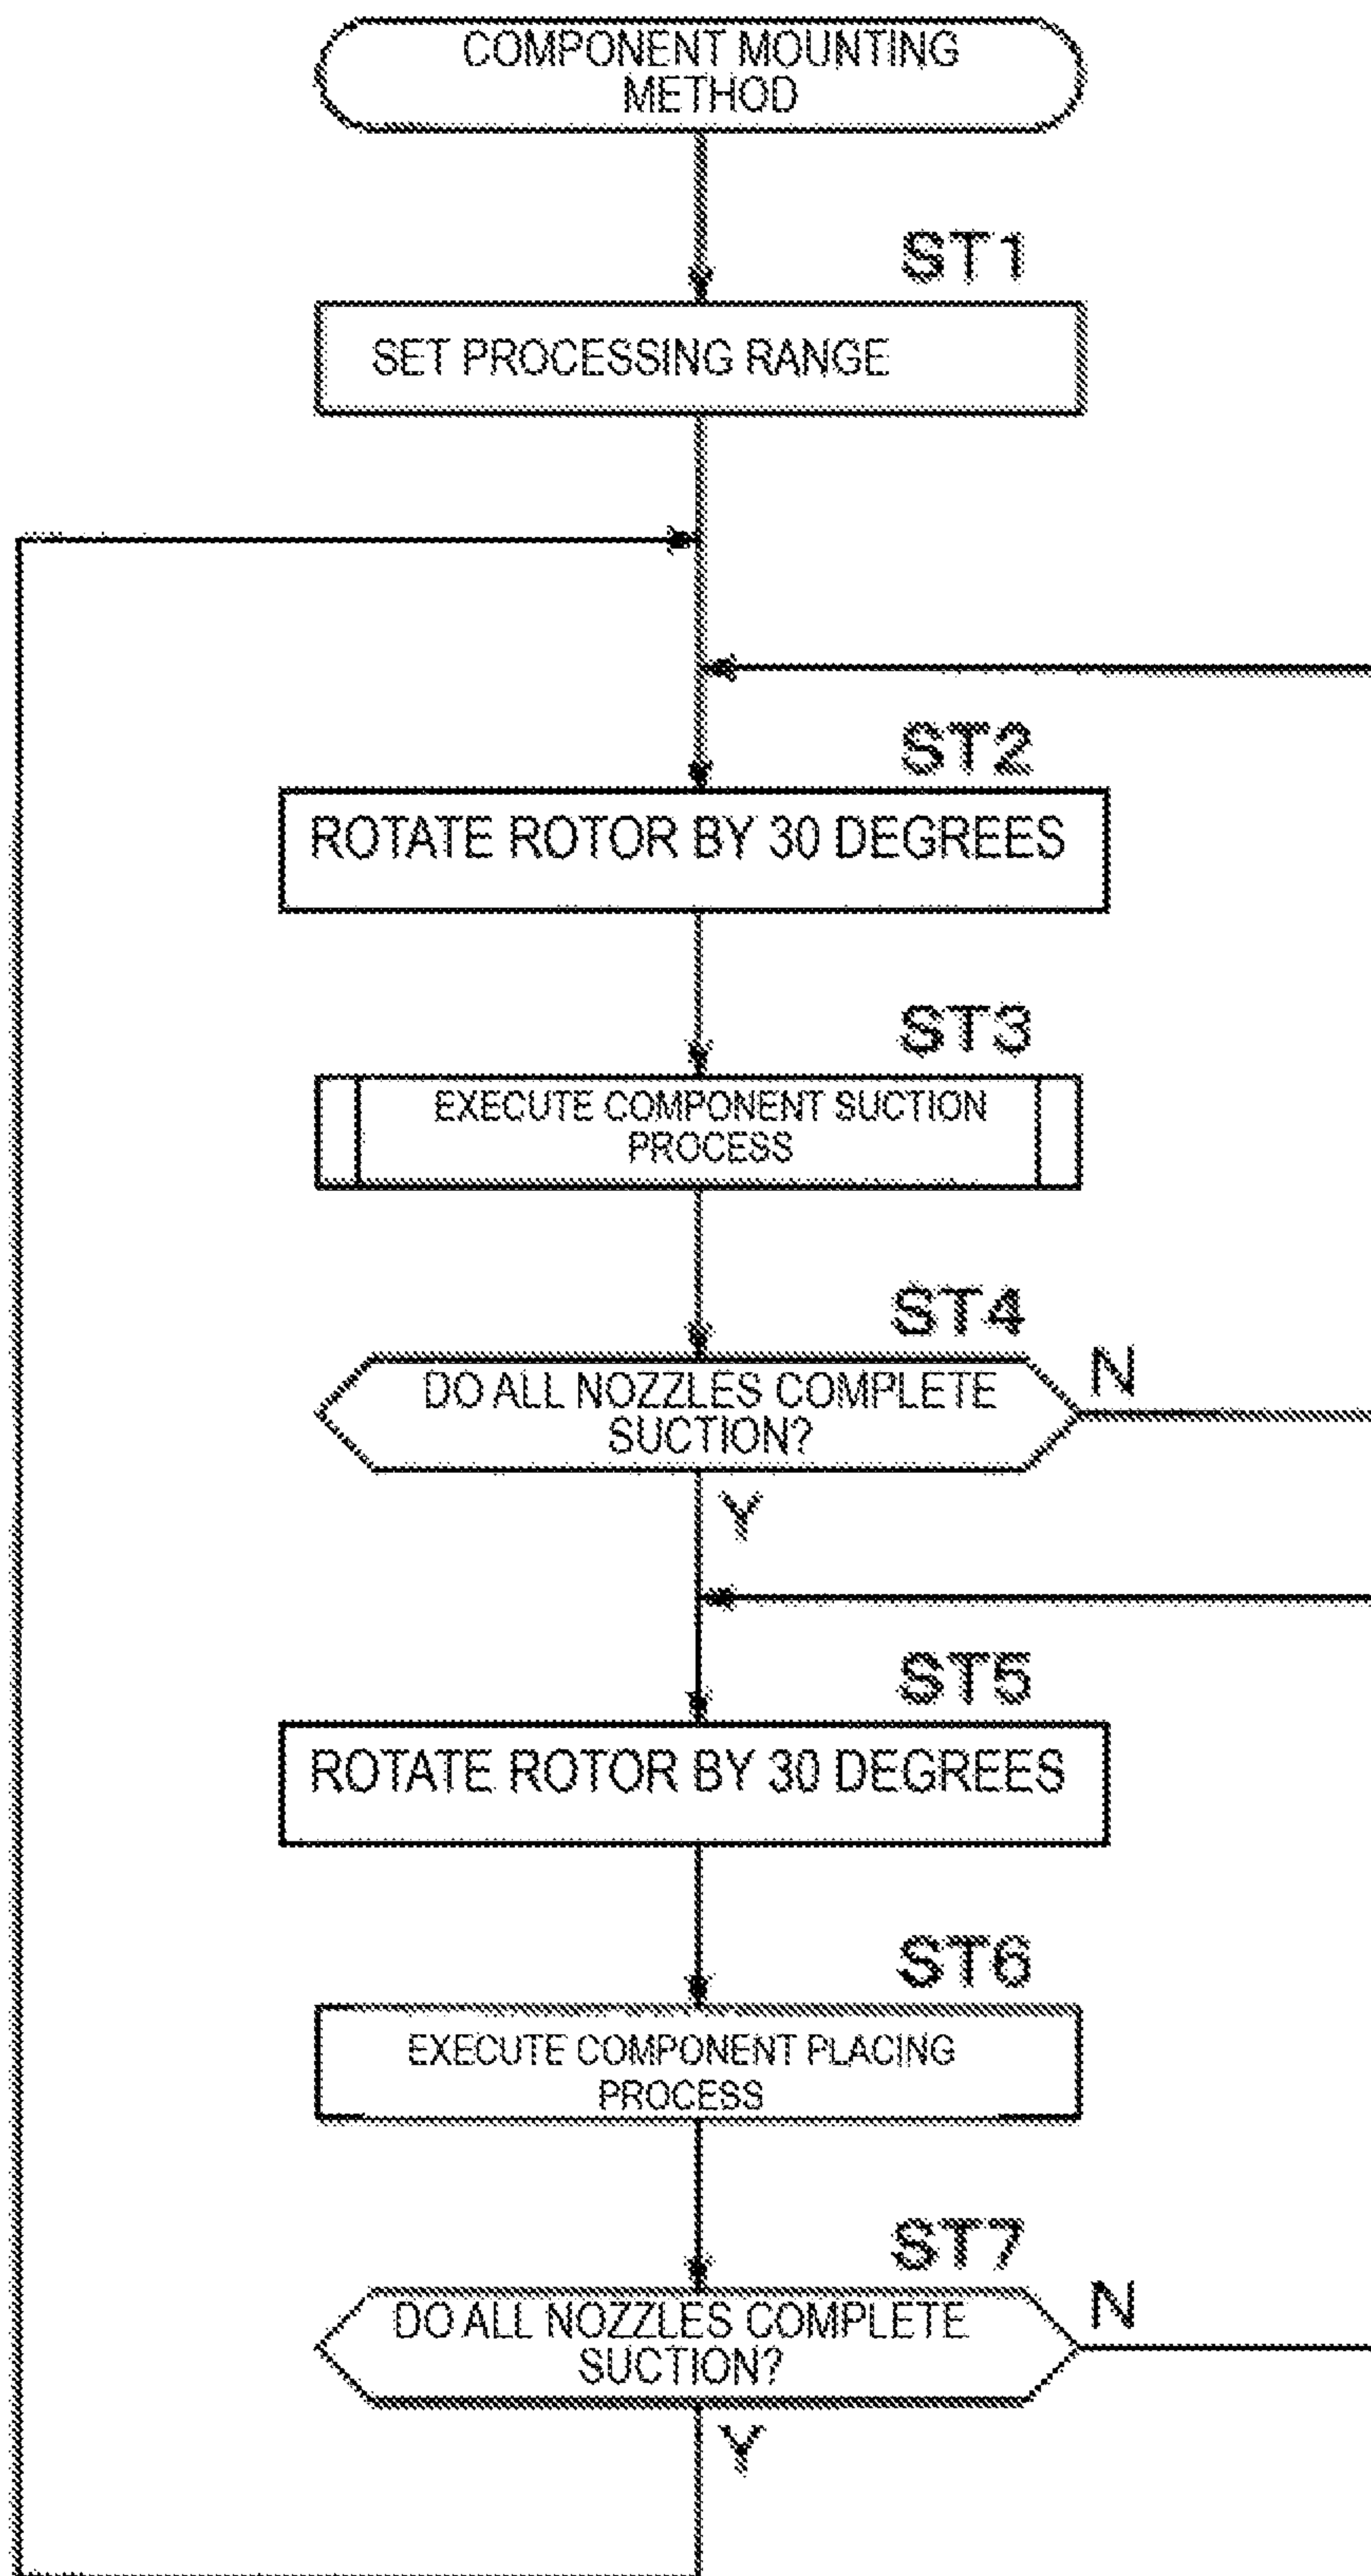 COMPONENT MOUNTING
METHOD
ST1
SET PROCESSING RANGE
ST2
ROTATE ROTOR BY 30 DEGREES
ST3
EXECUTE COMPONENT SUCTION
PROCESS
ST4
DO ALL NOZZLES COMPLETE
SUCTION?
N
Y
ST5
ROTATE ROTOR BY 30 DEGREES
ST6
EXECUTE COMPONENT PLACING
PROCESS
ST7
DO ALL NOZZLES COMPLETE
SUCTION?
N
Y